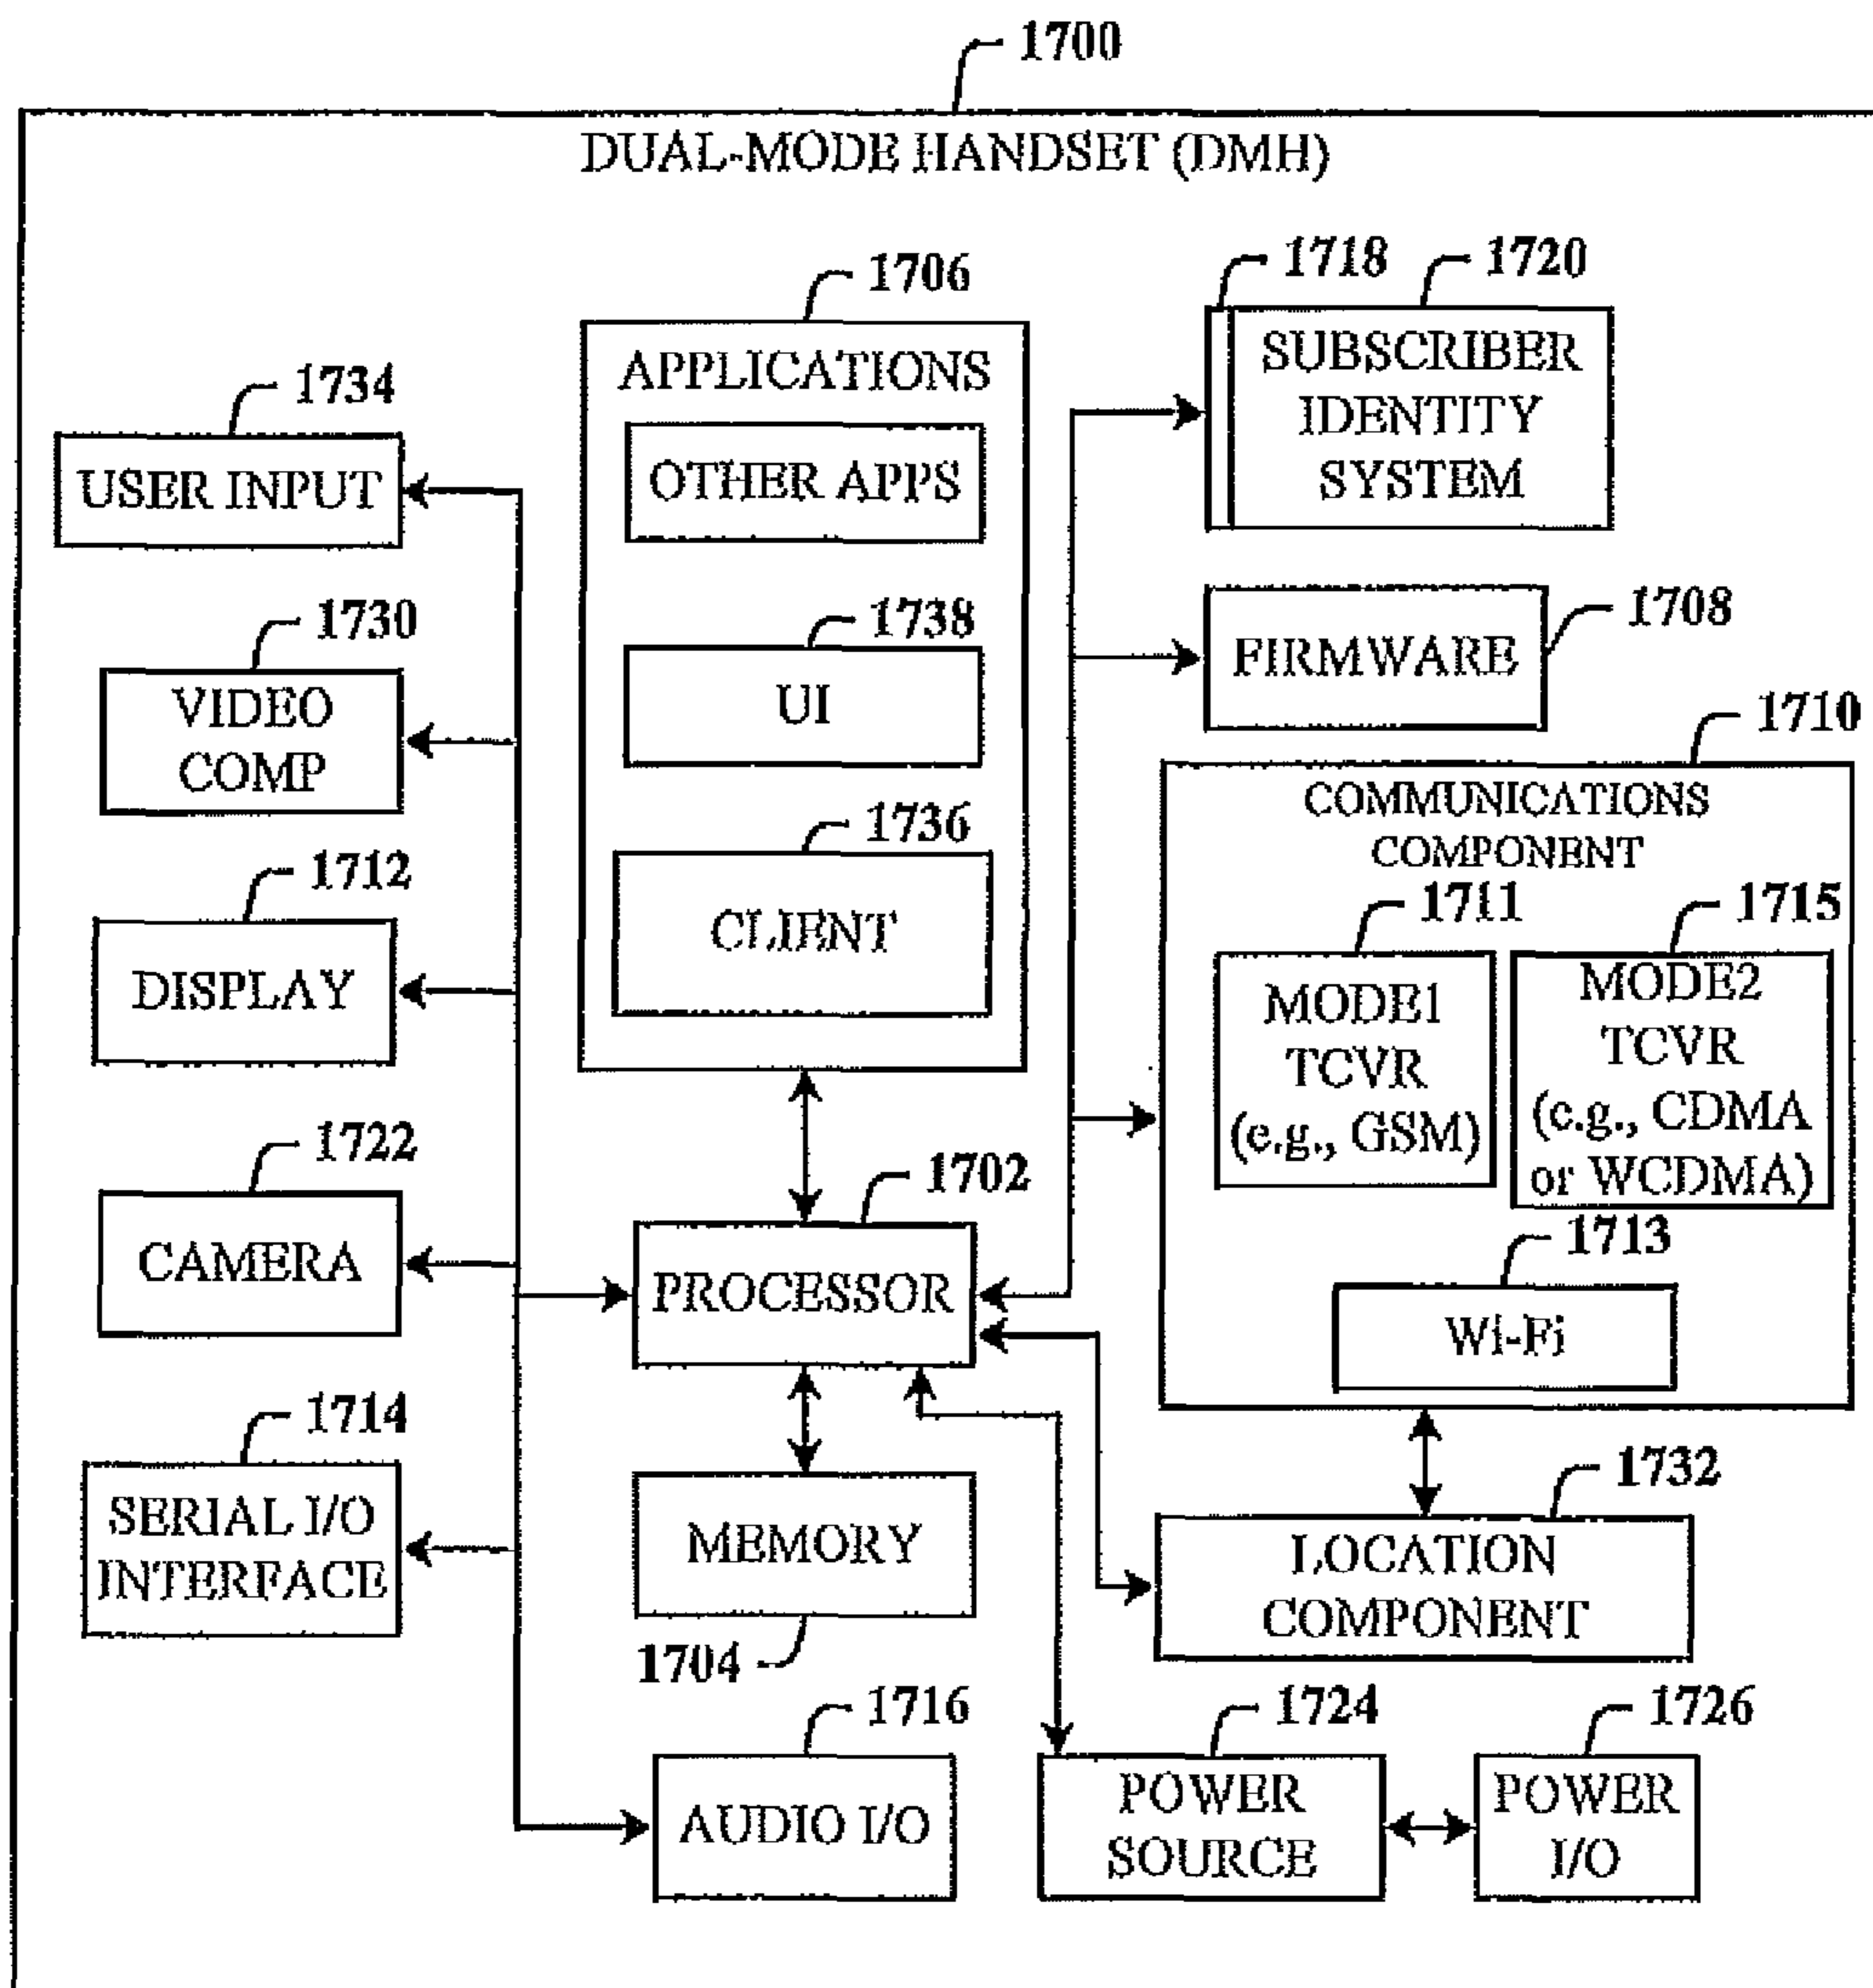 1700
DUAL-MODE HANDSET (DMH)
1706
APPLICATIONS
OTHER APPS
1738
UI
1736
CLIENT
1718
1720
SUBSCRIBER
IDENTITY
SYSTEM
1734
USER INPUT
1708
FIRMWARE
1730
VIDEO
COMP
1710
COMMUNICATIONS
COMPONENT
1711
MODE1
TCVR
(e.g., GSM)
1715
MODE2
TCVR
(e.g., CDMA
or WCDMA)
1713
Wi-Fi
1712
DISPLAY
1722
CAMERA
1702
PROCESSOR
1714
SERIAL I/O
INTERFACE
MEMORY
1704
1732
LOCATION
COMPONENT
1716
AUDIO I/O
1724
POWER
SOURCE
1726
POWER
I/O